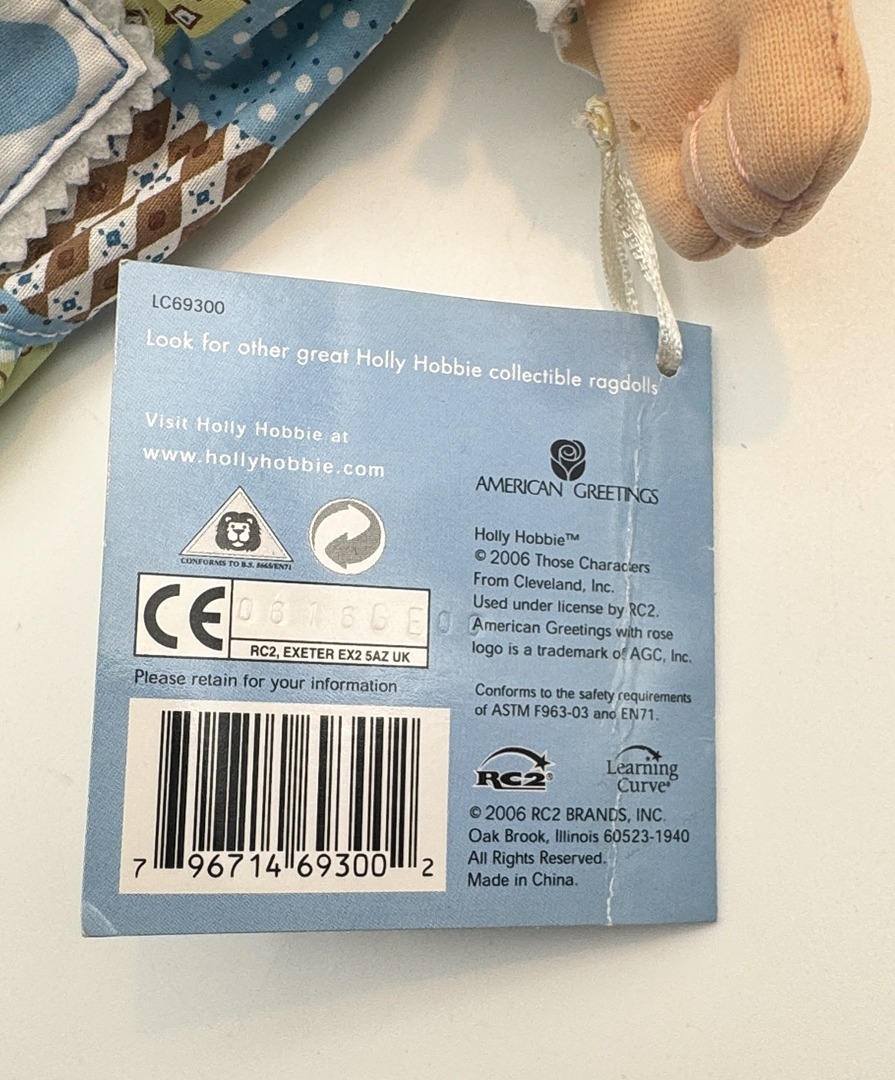 LC69300
Look for other great Holly Hobbie collectible ragdolls
Visit Holly Hobbie at
www.hollyhobbie.com
CONFORMS TO B.S. 5665/EN71
CE
0616GE00
RC2, EXETER EX2 5AZ UK
Please retain for your information
7 96714 69300 2
AMERICAN GREETINGS
Holly Hobbie™
© 2006 Those Characters
From Cleveland, Inc.
Used under license by RC2.
American Greetings with rose
logo is a trademark of AGC, Inc.
Conforms to the safety requirements
of ASTM F963-03 and EN71.
RC2®
Learning
Curve®
© 2006 RC2 BRANDS, INC.
Oak Brook, Illinois 60523-1940
All Rights Reserved.
Made in China.